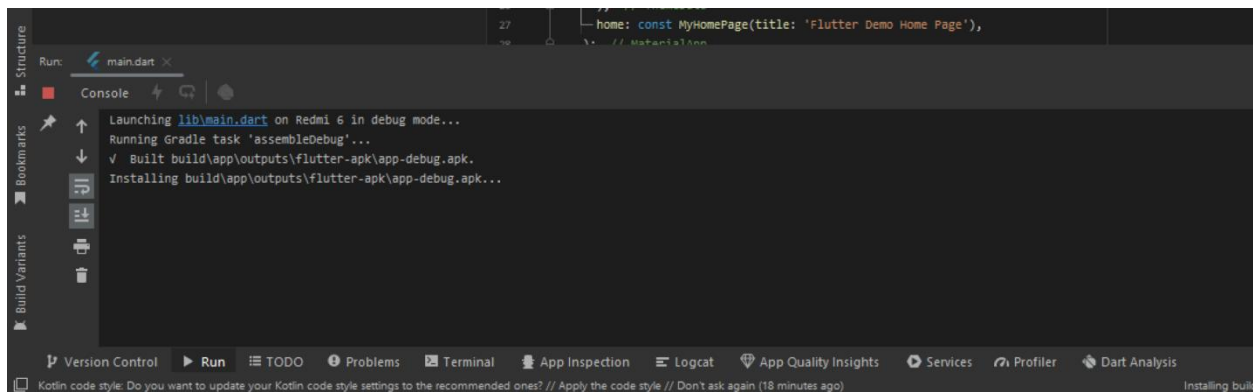 27 home: const MyHomePage(title: 'Flutter Demo Home Page'),
28 ); // MaterialApp
Structure
Run: main.dart
Console
Launching lib\main.dart on Redmi 6 in debug mode...
Running Gradle task 'assembleDebug'...
√ Built build\app\outputs\flutter-apk\app-debug.apk.
Installing build\app\outputs\flutter-apk\app-debug.apk...
Bookmarks
Build Variants
Version Control Run TODO Problems Terminal App Inspection Logcat App Quality Insights Services Profiler Dart Analysis
Kotlin code style: Do you want to update your Kotlin code style settings to the recommended ones? // Apply the code style // Don't ask again (18 minutes ago) Installing build